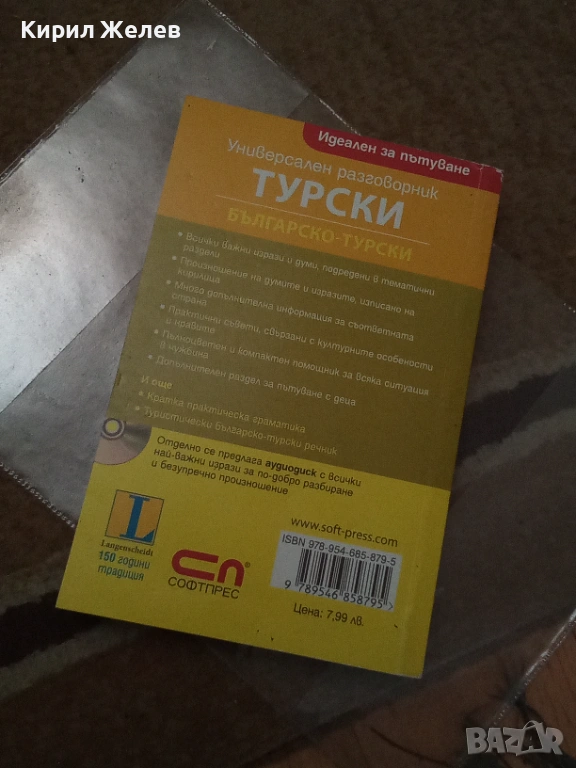 Кирил Желев
Идеален за пътуване
Универсален разговорник
ТУРСКИ
БЪЛГАРСКО-ТУРСКИ
• Всички важни изрази и думи, подредени в тематични
раздели
• Произношение на думите и изразите, изписано на
кирилица
• Много допълнителна информация за съответната
страна
• Практични съвети, свързани с културните особености
и нравите
• Пълноцветен и компактен помощник за всяка ситуация
в чужбина
• Допълнителен раздел за пътуване с деца
И още
• Кратка практическа граматика
• Туристически българско-турски речник
Отделно се предлага аудиодиск с всички
най-важни изрази за по-добро разбиране
и безупречно произношение
L
Langenscheidt
150 години
традиция
СП
СОФТПРЕС
www.soft-press.com
ISBN 978-954-685-879-5
9 789546 858795 >
Цена: 7,99 лв.
BAZAR